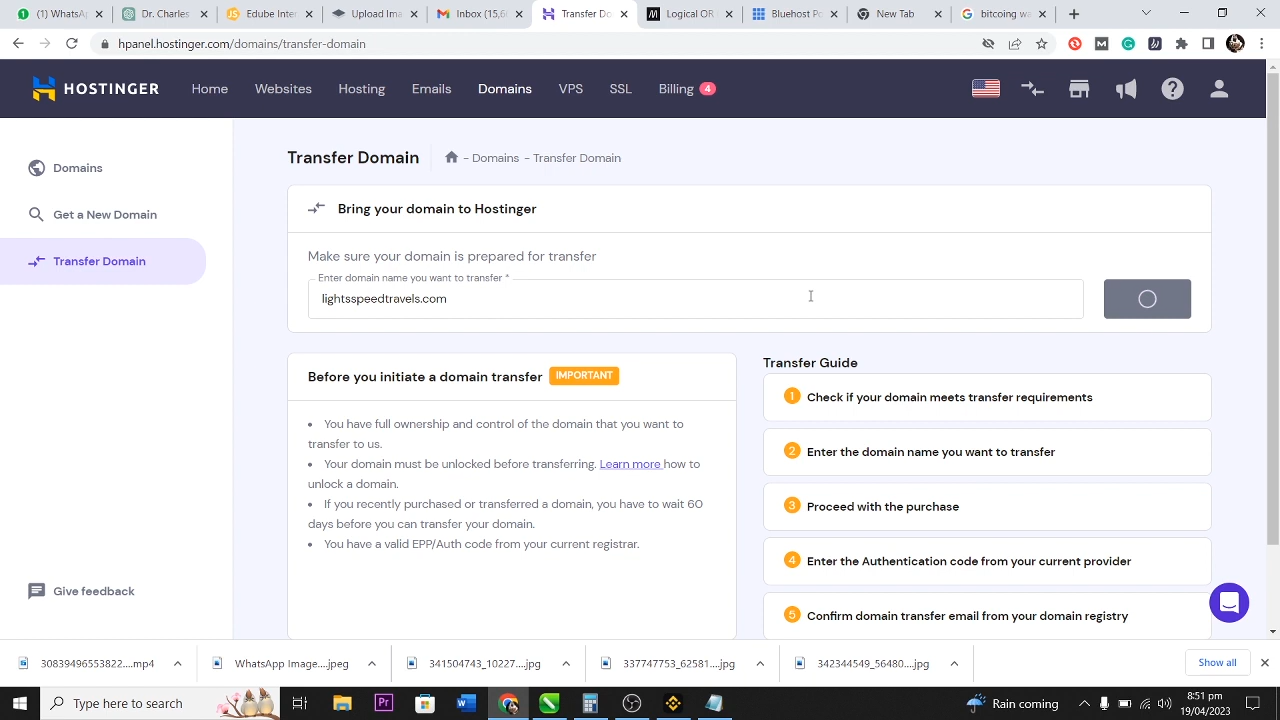 (1) WhatsA
Dr. Charles
Edube Inte
Upload Ima
Inbox (1
Transfer Do
Logical OR
Bluehost Po
New Tab
bitcoing wa
hpanel.hostinger.com/domains/transfer-domain
HOSTINGER
Home
Websites
Hosting
Emails
Domains
VPS
SSL
Billing 4
Domains
Get a New Domain
Transfer Domain
Give feedback
Transfer Domain
- Domains - Transfer Domain
Bring your domain to Hostinger
Make sure your domain is prepared for transfer
Enter domain name you want to transfer *
lightsspeedtravels.com
Before you initiate a domain transfer IMPORTANT
• You have full ownership and control of the domain that you want
to transfer to us.
• Your domain must be unlocked before transferring. Learn more how to
unlock a domain.
• If you recently purchased or transferred a domain, you have to wait 60
days before you can transfer your domain.
• You have a valid EPP/Auth code from your current registrar.
Transfer Guide
1 Check if your domain meets transfer requirements
2 Enter the domain name you want to transfer
3 Proceed with the purchase
4 Enter the Authentication code from your current provider
5 Confirm domain transfer email from your domain registry
30839496553822....mp4
WhatsApp Image....jpeg
341504743_10227....jpg
337747753_62581....jpg
342344549_56480....jpg
Show all
Type here to search
Rain coming
8:51 pm
19/04/2023